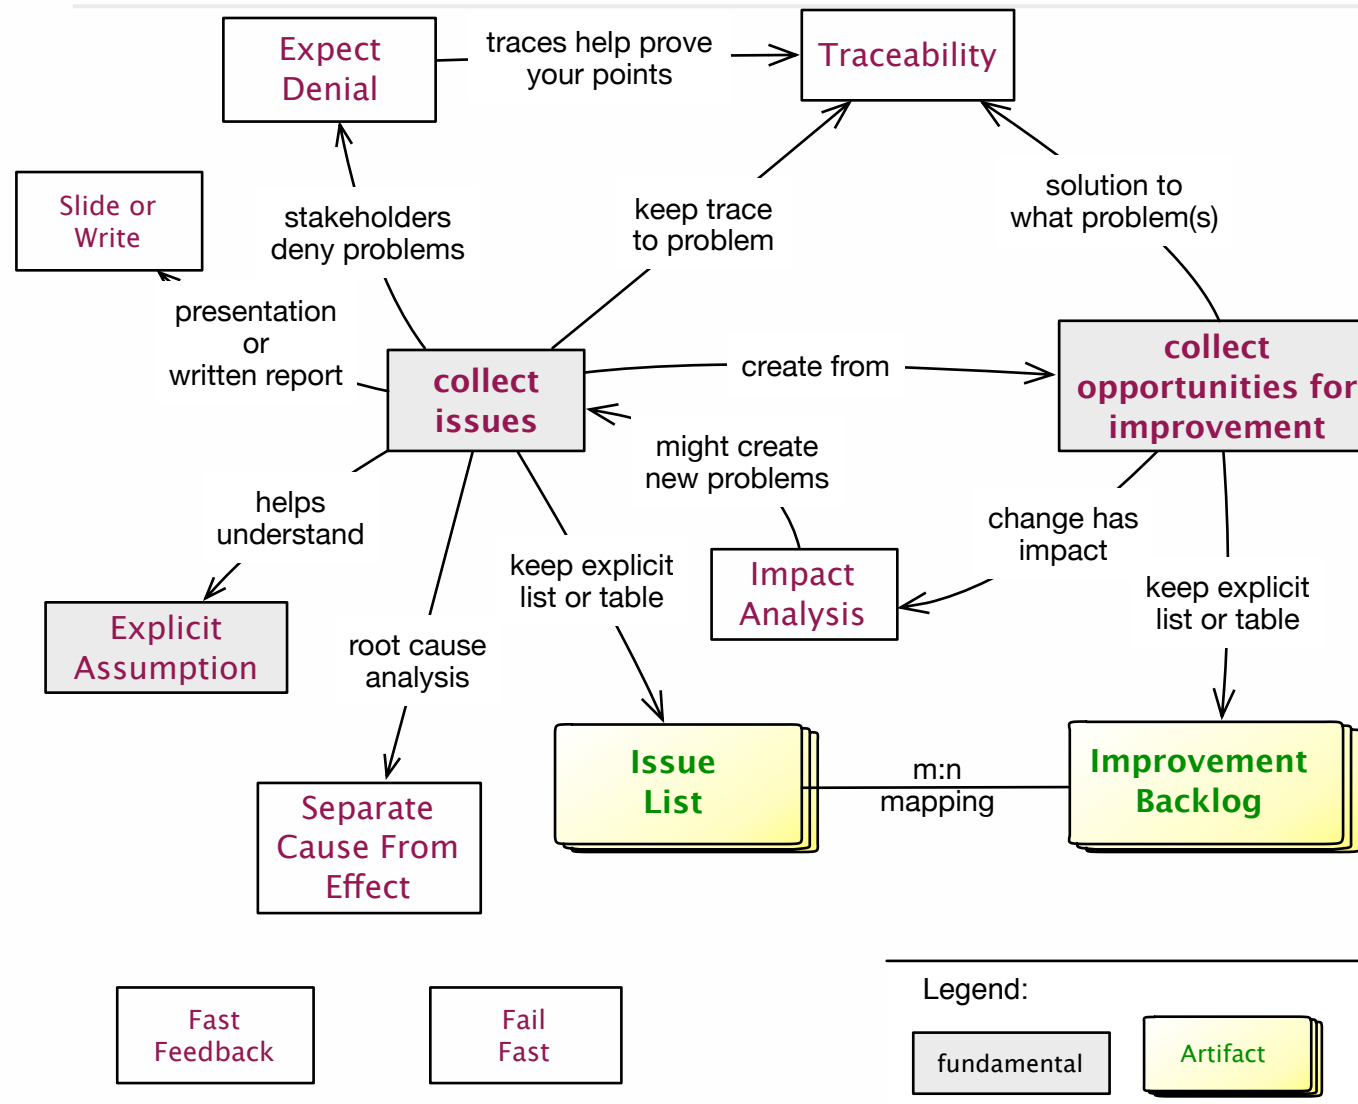 Expect
Denial
traces help prove
your points
Traceability
Slide or
Write
stakeholders
deny problems
keep trace
to problem
solution to
what problem(s)
presentation
or
written report
collect
issues
create from
collect
opportunities for
improvement
might create
new problems
helps
understand
keep explicit
list or table
change has
impact
Impact
Analysis
keep explicit
list or table
Explicit
Assumption
root cause
analysis
Issue
List
m:n
mapping
Improvement
Backlog
Separate
Cause From
Effect
Fast
Feedback
Fail
Fast
Legend:
fundamental
Artifact